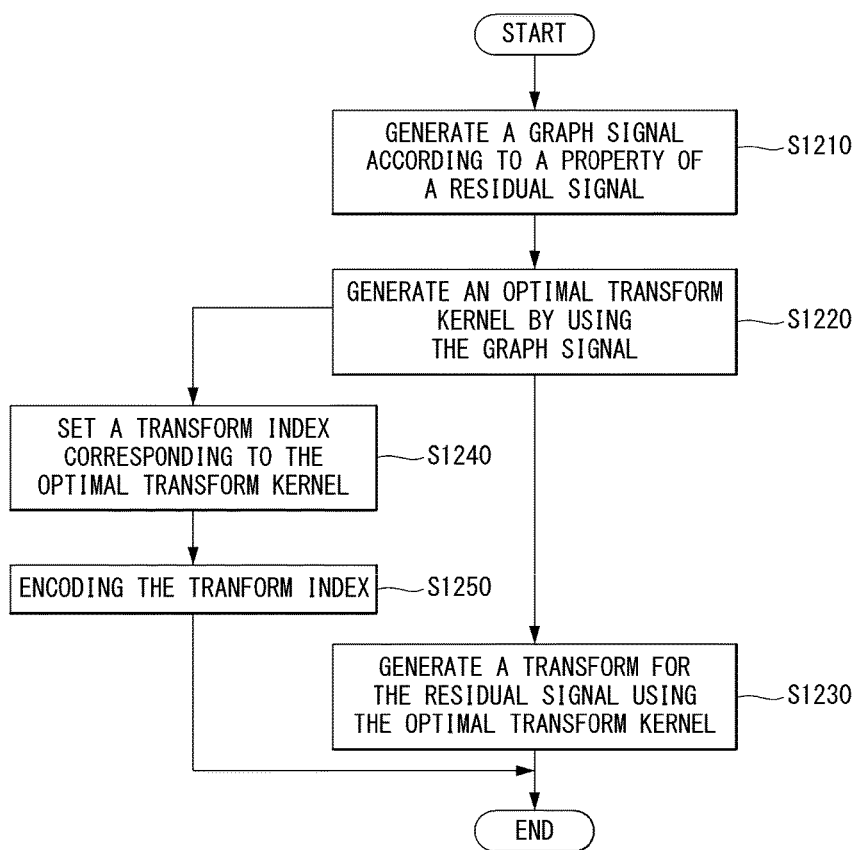 START
GENERATE A GRAPH SIGNAL
ACCORDING TO A PROPERTY OF
A RESIDUAL SIGNAL
S1210
GENERATE AN OPTIMAL TRANSFORM
KERNEL BY USING
THE GRAPH SIGNAL
S1220
SET A TRANSFORM INDEX
CORRESPONDING TO THE
OPTIMAL TRANSFORM KERNEL
S1240
ENCODING THE TRANFORM INDEX
S1250
GENERATE A TRANSFORM FOR
THE RESIDUAL SIGNAL USING
THE OPTIMAL TRANSFORM KERNEL
S1230
END